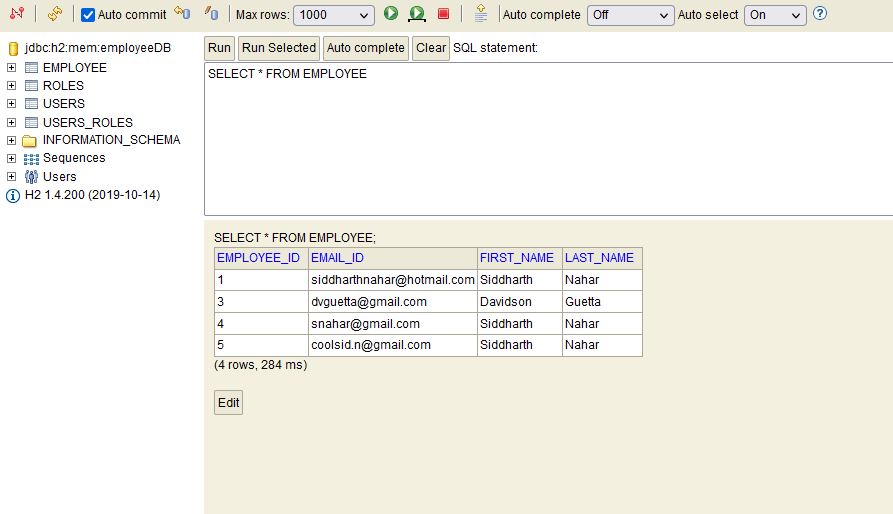 Auto commit Max rows: 1000 Auto complete Off Auto select On
jdbc:h2:mem:employeeDB
EMPLOYEE
ROLES
USERS
USERS_ROLES
INFORMATION_SCHEMA
Sequences
Users
H2 1.4.200 (2019-10-14)
Run Run Selected Auto complete Clear SQL statement:
SELECT * FROM EMPLOYEE
SELECT * FROM EMPLOYEE;
EMPLOYEE_ID EMAIL_ID FIRST_NAME LAST_NAME
1 siddharthnahar@hotmail.com Siddharth Nahar
3 dvguetta@gmail.com Davidson Guetta
4 snahar@gmail.com Siddharth Nahar
5 coolsid.n@gmail.com Siddharth Nahar
(4 rows, 284 ms)
Edit